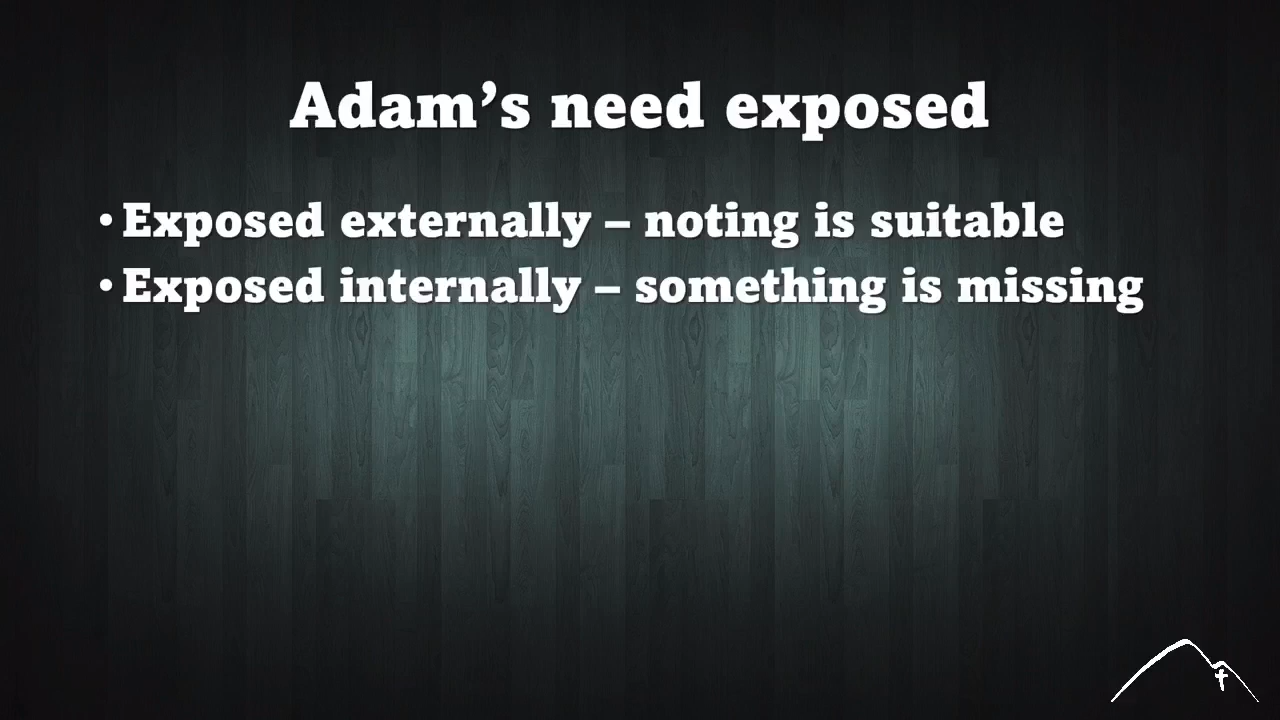 Adam’s need exposed
• Exposed externally – noting is suitable
• Exposed internally – something is missing